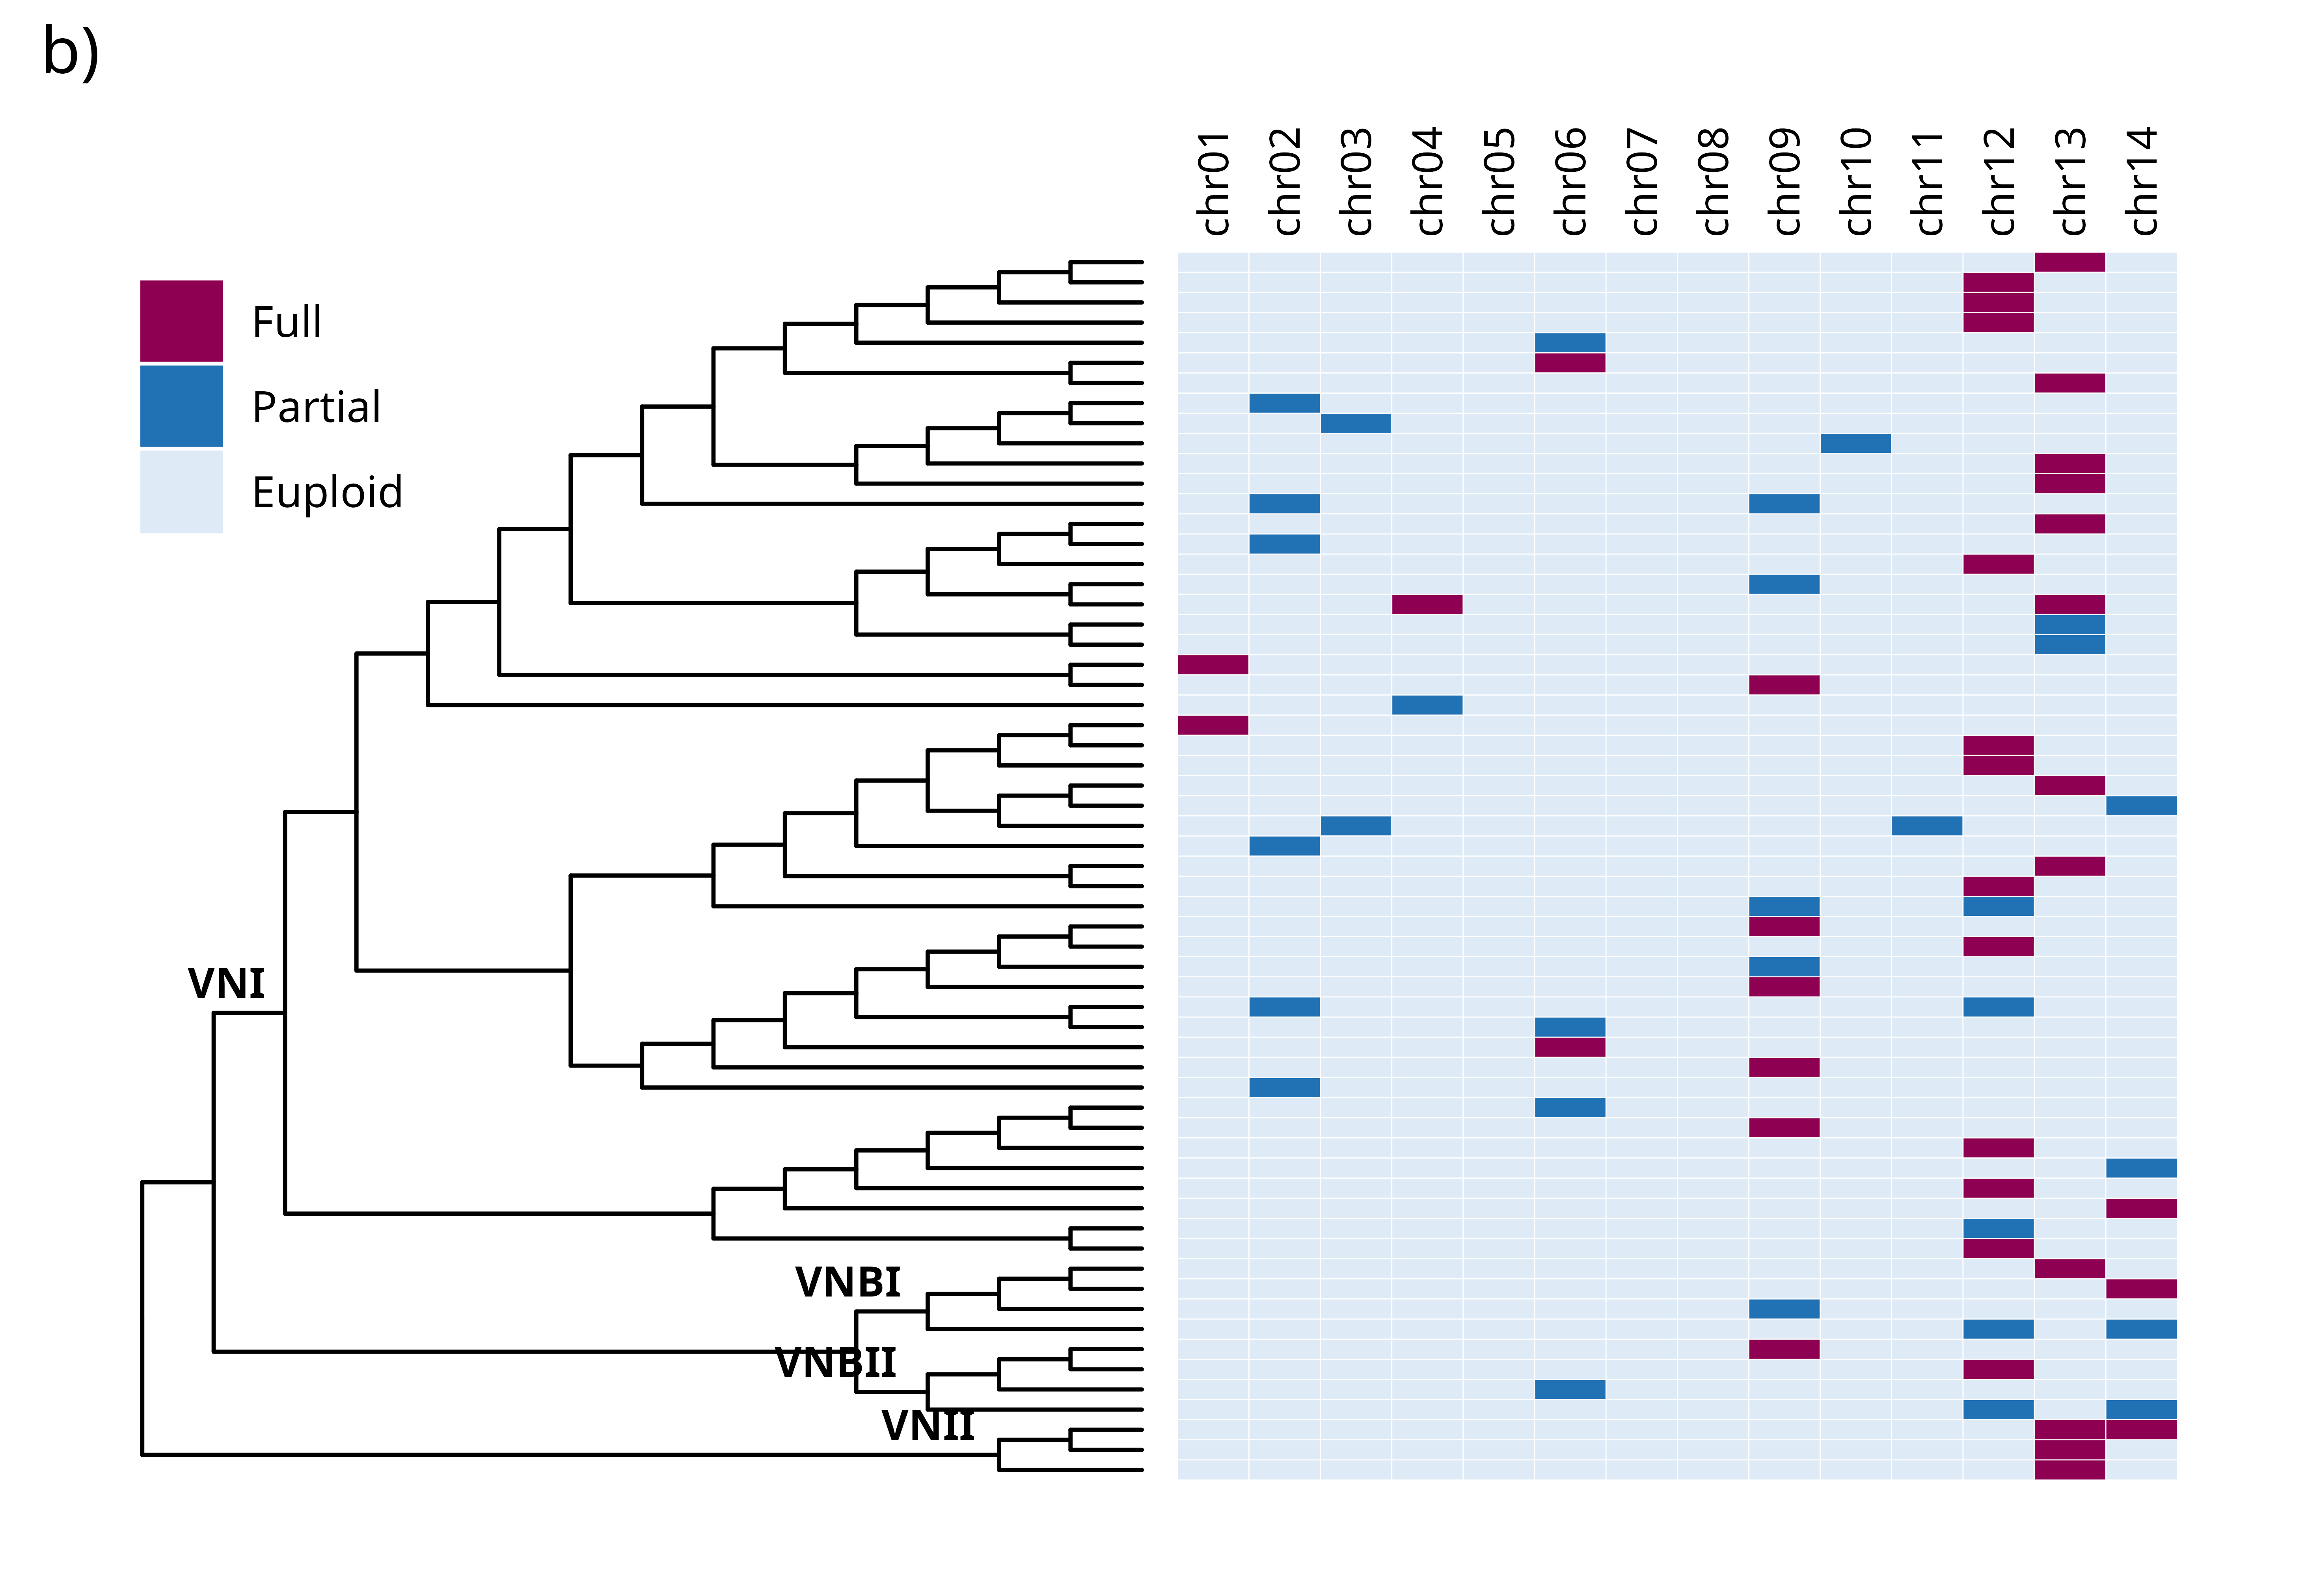 b)
chr01
chr02
chr03
chr04
chr05
chr06
chr07
chr08
chr09
chr10
chr11
chr12
chr13
chr14
Full
Partial
Euploid
VNI
VNBI
VNBII
VNII